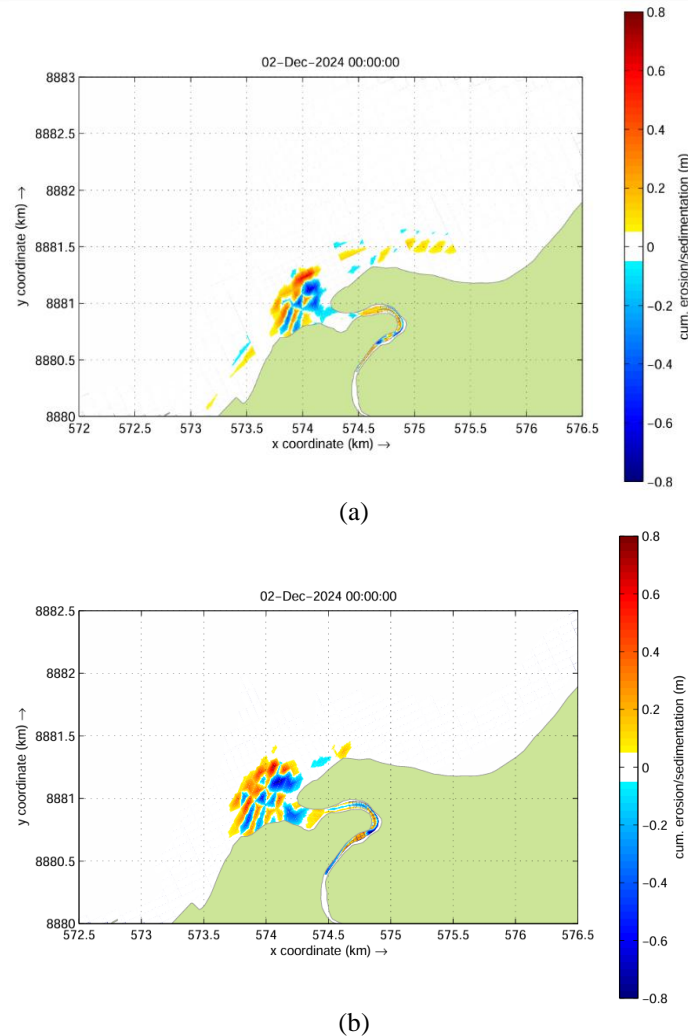 02-Dec-2024 00:00:00
8883
8882.5
8882
8881.5
8881
8880.5
8880
y coordinate (km) →
572 572.5 573 573.5 574 574.5 575 575.5 576 576.5
x coordinate (km) →
0.8
0.6
0.4
0.2
0
−0.2
−0.4
−0.6
−0.8
cum. erosion/sedimentation (m)
(a)
02-Dec-2024 00:00:00
8882.5
8882
8881.5
8881
8880.5
8880
y coordinate (km) →
572.5 573 573.5 574 574.5 575 575.5 576 576.5
x coordinate (km) →
0.8
0.6
0.4
0.2
0
−0.2
−0.4
−0.6
−0.8
cum. erosion/sedimentation (m)
(b)